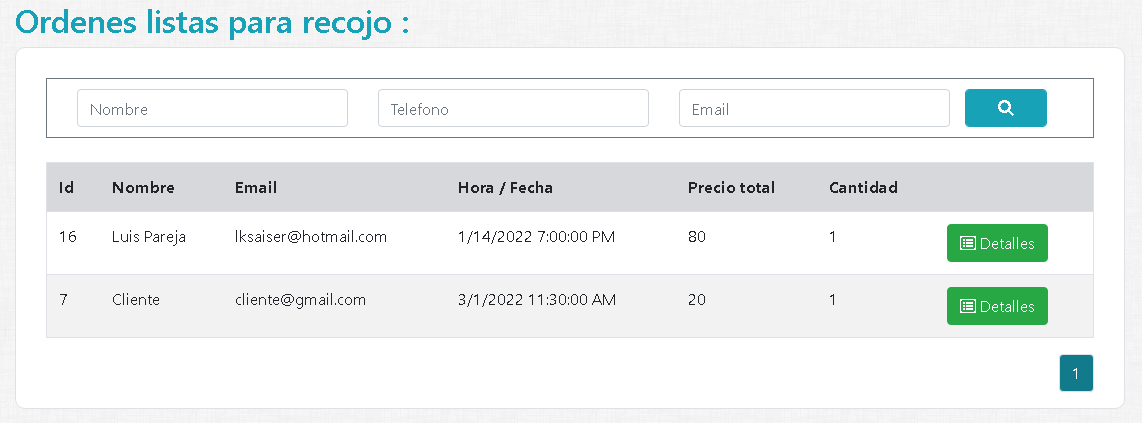 Ordenes listas para recojo :
Nombre Telefono Email
Id Nombre Email Hora / Fecha Precio total Cantidad
16 Luis Pareja lksaiser@hotmail.com 1/14/2022 7:00:00 PM 80 1 Detalles
7 Cliente cliente@gmail.com 3/1/2022 11:30:00 AM 20 1 Detalles
1